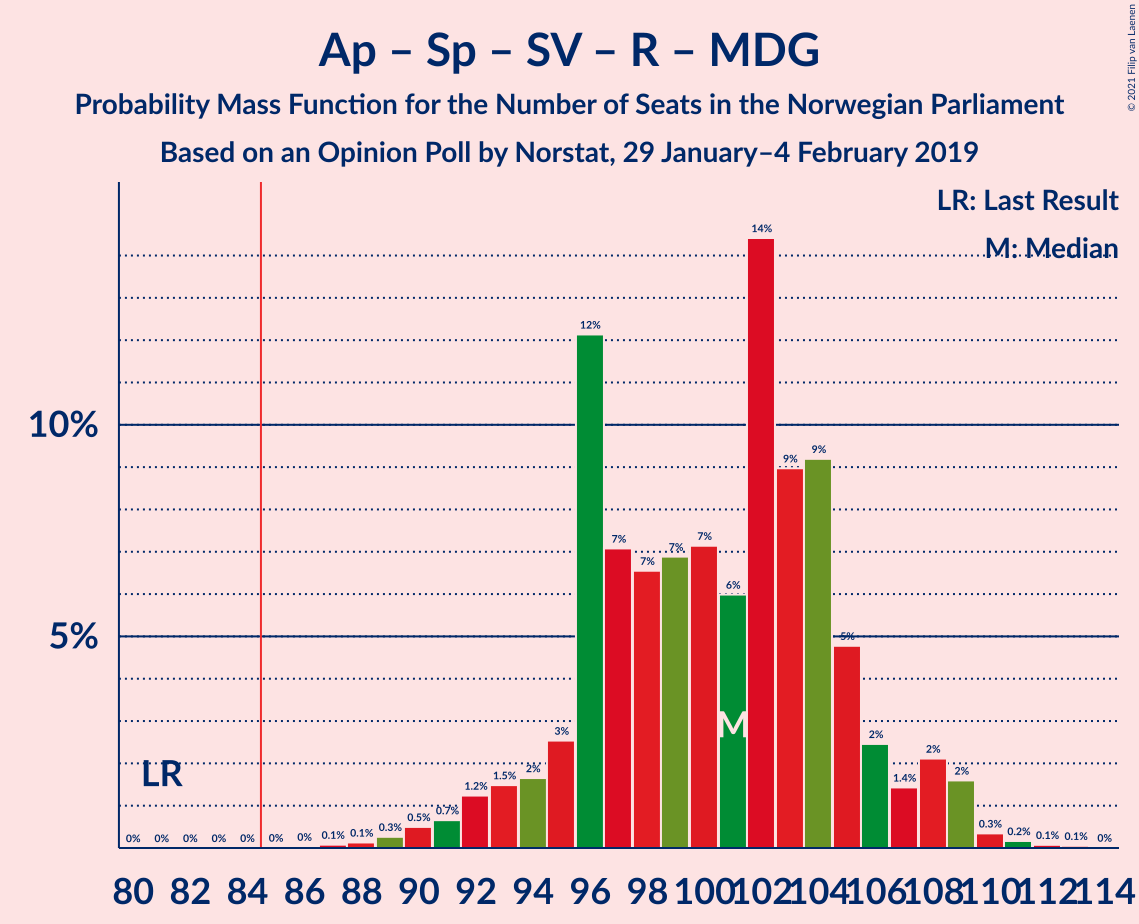 Ap – Sp – SV – R – MDG
Probability Mass Function for the Number of Seats in the Norwegian Parliament
Based on an Opinion Poll by Norstat, 29 January–4 February 2019
© 2021 Filip van Laenen
LR: Last Result
M: Median
14%
12%
10%
9% 9%
7% 7% 7% 7%
6%
5%
5%
M
3%
LR
2% 2% 2% 2%
1.2% 1.5% 1.4%
0% 0% 0% 0% 0% 0% 0% 0.1% 0.1% 0.3% 0.5% 0.7% 0.3% 0.2% 0.1% 0.1% 0%
80 82 84 86 88 90 92 94 96 98 100 102 104 106 108 110 112 114